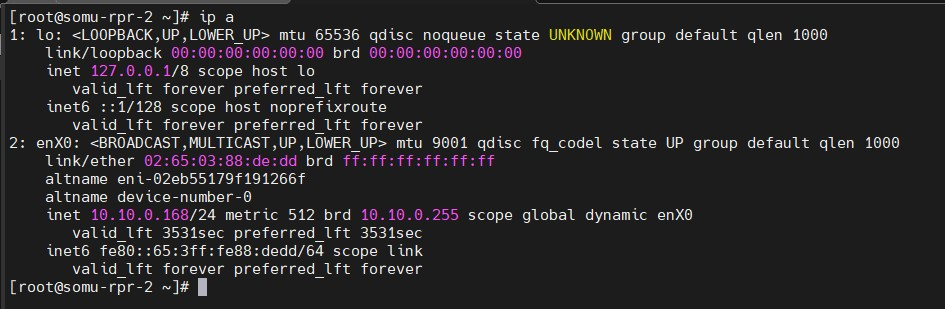 [root@somu-rpr-2 ~]# ip a
1: lo: <LOOPBACK,UP,LOWER_UP> mtu 65536 qdisc noqueue state UNKNOWN group default qlen 1000
    link/loopback 00:00:00:00:00:00 brd 00:00:00:00:00:00
    inet 127.0.0.1/8 scope host lo
       valid_lft forever preferred_lft forever
    inet6 ::1/128 scope host noprefixroute
       valid_lft forever preferred_lft forever
2: enX0: <BROADCAST,MULTICAST,UP,LOWER_UP> mtu 9001 qdisc fq_codel state UP group default qlen 1000
    link/ether 02:65:03:88:de:dd brd ff:ff:ff:ff:ff:ff
    altname eni-02eb55179f191266f
    altname device-number-0
    inet 10.10.0.168/24 metric 512 brd 10.10.0.255 scope global dynamic enX0
       valid_lft 3531sec preferred_lft 3531sec
    inet6 fe80::65:3ff:fe88:dedd/64 scope link
       valid_lft forever preferred_lft forever
[root@somu-rpr-2 ~]#